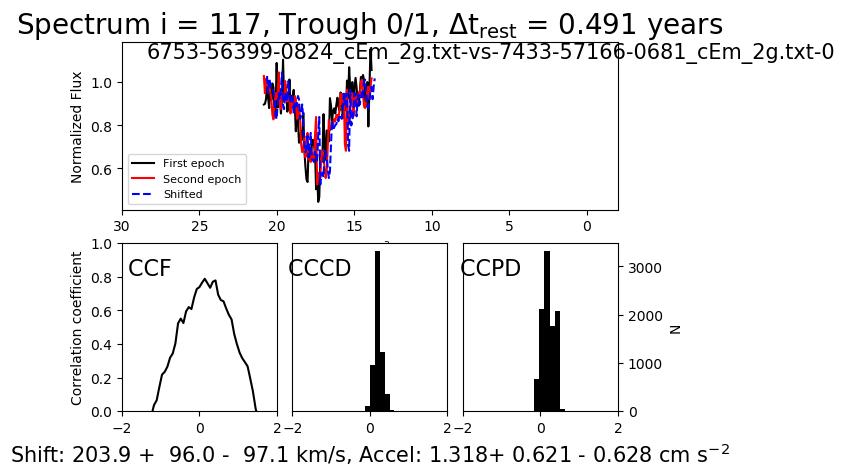 Spectrum i = 117, Trough 0/1, Δt_rest = 0.491 years
6753-56399-0824_cEm_2g.txt-vs-7433-57166-0681_cEm_2g.txt-0
Normalized Flux
1.0
0.8
0.6
First epoch
Second epoch
Shifted
30 25 20 15 10 5 0
Correlation coefficient
1.0
0.8
0.6
0.4
0.2
0.0
CCF
CCCD
CCPD
3000
2000
1000
0
N
−2 0 2
−2 0 2
−2 0 2
Shift: 203.9 + 96.0 - 97.1 km/s, Accel: 1.318+ 0.621 - 0.628 cm s⁻²